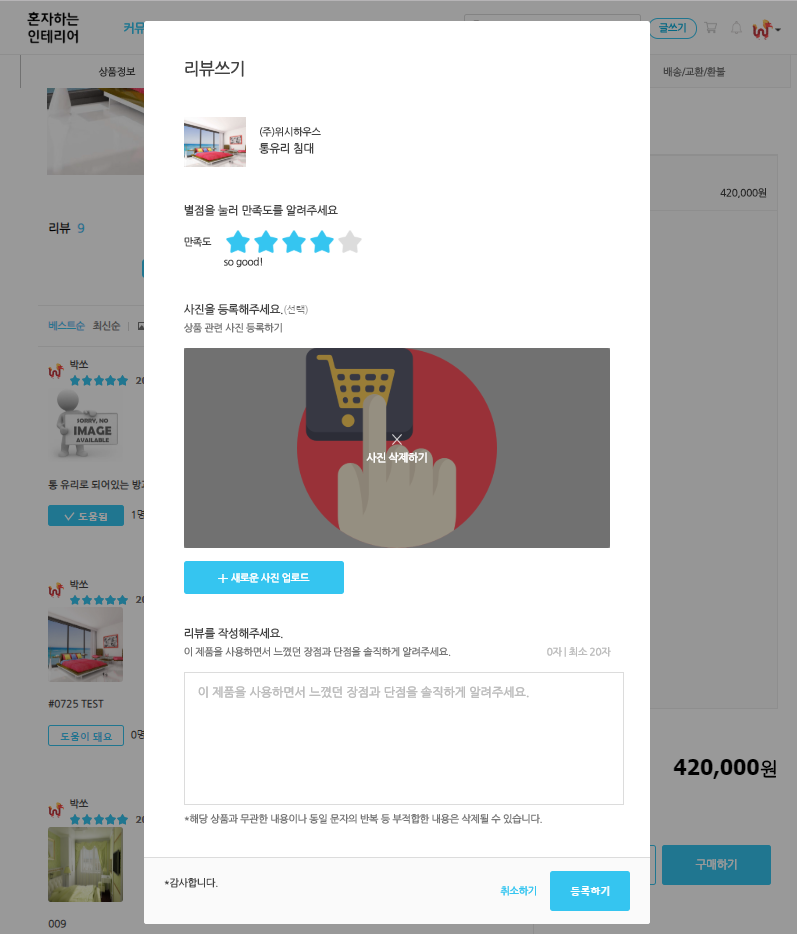 혼자하는
인테리어
커뮤
글쓰기
상품정보
배송/교환/환불
리뷰쓰기
(주)위시하우스
통유리 침대
420,000원
별점을 눌러 만족도를 알려주세요
리뷰 9
만족도
so good!
사진을 등록해주세요.(선택)
상품 관련 사진 등록하기
베스트순 최신순
박쏘
20
SORRY, NO
IMAGE
AVAILABLE
× 사진 삭제하기
통 유리로 되어있는 방
도움됨 1명
+ 새로운 사진 업로드
박쏘
20
리뷰를 작성해주세요.
이 제품을 사용하면서 느꼈던 장점과 단점을 솔직하게 알려주세요.
0자 | 최소 20자
이 제품을 사용하면서 느꼈던 장점과 단점을 솔직하게 알려주세요.
#0725 TEST
도움이 돼요 0명
420,000원
박쏘
20
*해당 상품과 무관한 내용이나 동일 문자의 반복 등 부적합한 내용은 삭제될 수 있습니다.
구매하기
*감사합니다.
취소하기
등록하기
009